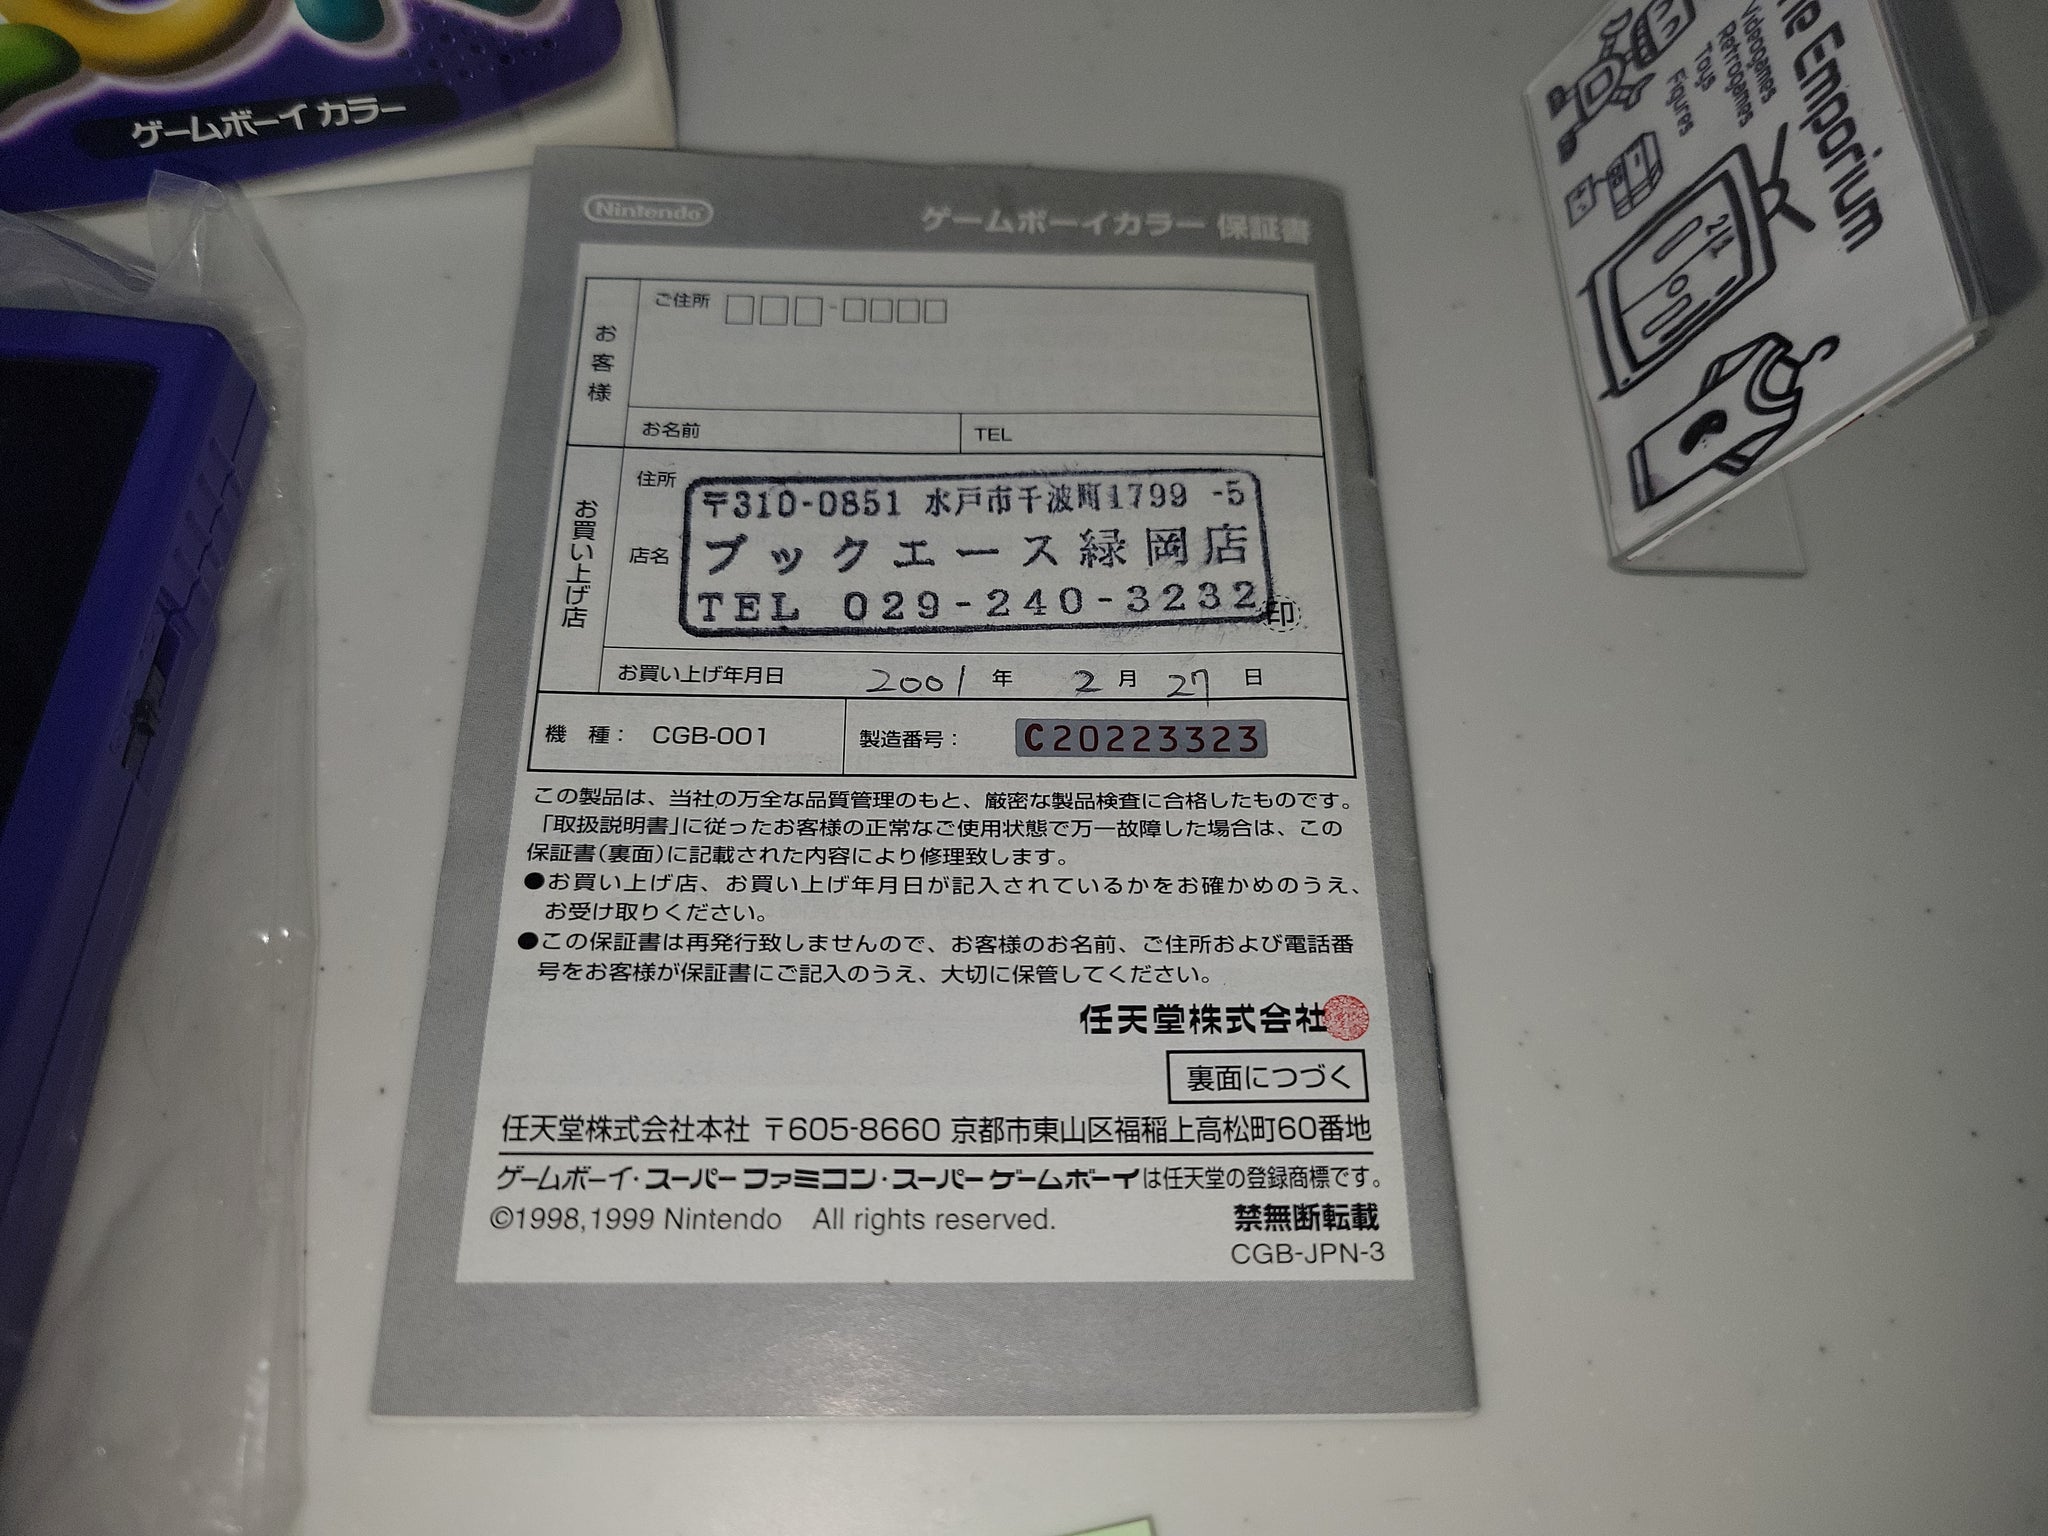 ゲームボーイ カラー
Nintendo
ゲームボーイカラー 保証書
お客様
ご住所 □□□-□□□□
お名前
TEL
お買い上げ店
住所
〒310-0851 水戸市千波町1799 -5
店名
ブックエース緑岡店
TEL 029-240-3232
印
お買い上げ年月日 2001 年 2 月 27 日
機 種： CGB-001
製造番号： C20223323
この製品は、当社の万全な品質管理のもと、厳密な製品検査に合格したものです。
「取扱説明書」に従ったお客様の正常なご使用状態で万一故障した場合は、この
保証書(裏面)に記載された内容により修理致します。
●お買い上げ店、お買い上げ年月日が記入されているかをお確かめのうえ、
お受け取りください。
●この保証書は再発行致しませんので、お客様のお名前、ご住所および電話番
号をお客様が保証書にご記入のうえ、大切に保管してください。
任天堂株式会社
裏面につづく
任天堂株式会社本社 〒605-8660 京都市東山区福稲上高松町60番地
ゲームボーイ・スーパーファミコン・スーパーゲームボーイは任天堂の登録商標です。
©1998,1999 Nintendo All rights reserved.
禁無断転載
CGB-JPN-3
Emporium
Videogames
Retrogames
Toys
Figures